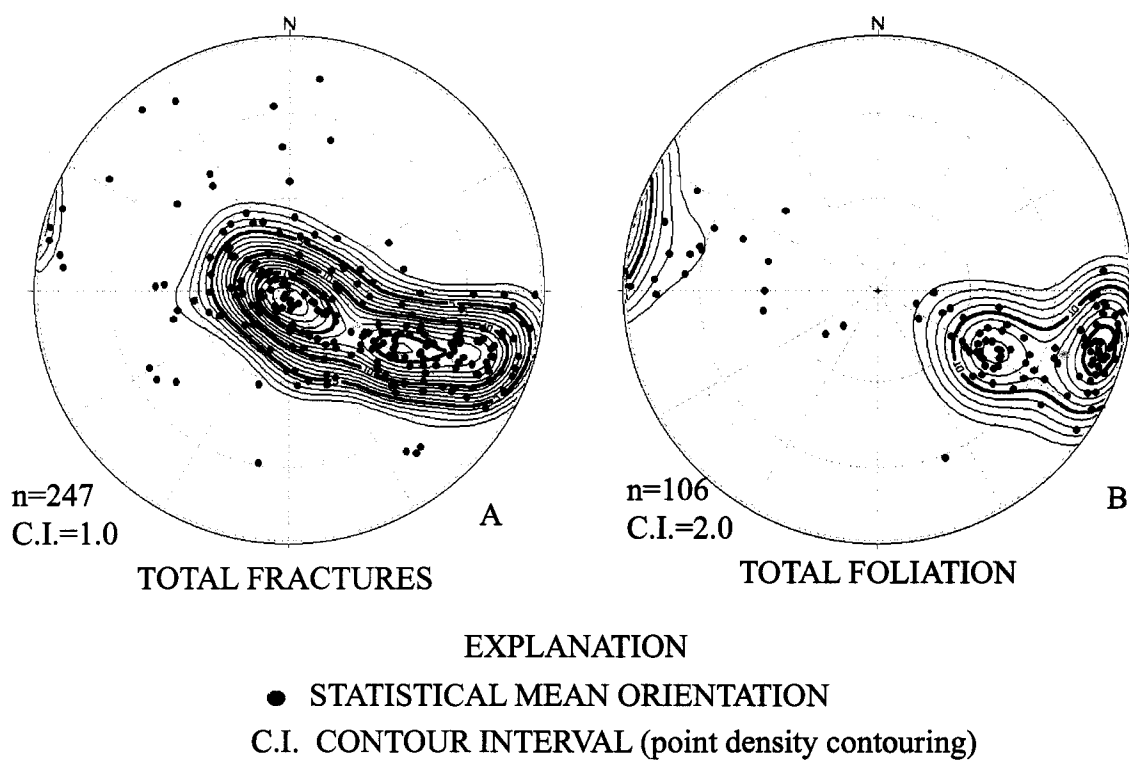 N
N
n=247
C.I.=1.0
A
n=106
C.I.=2.0
B
TOTAL FRACTURES
TOTAL FOLIATION
EXPLANATION
● STATISTICAL MEAN ORIENTATION
C.I. CONTOUR INTERVAL (point density contouring)